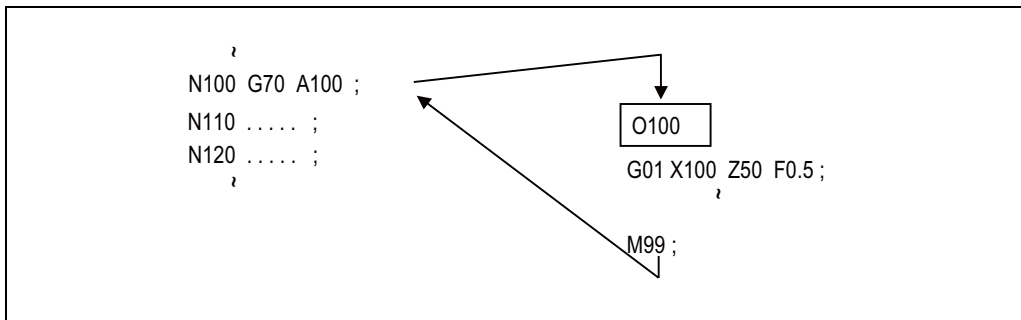 ~
N100 G70 A100 ;
N110 . . . . . ;
N120 . . . . . ;
~
O100
G01 X100 Z50 F0.5 ;
~
M99 ;